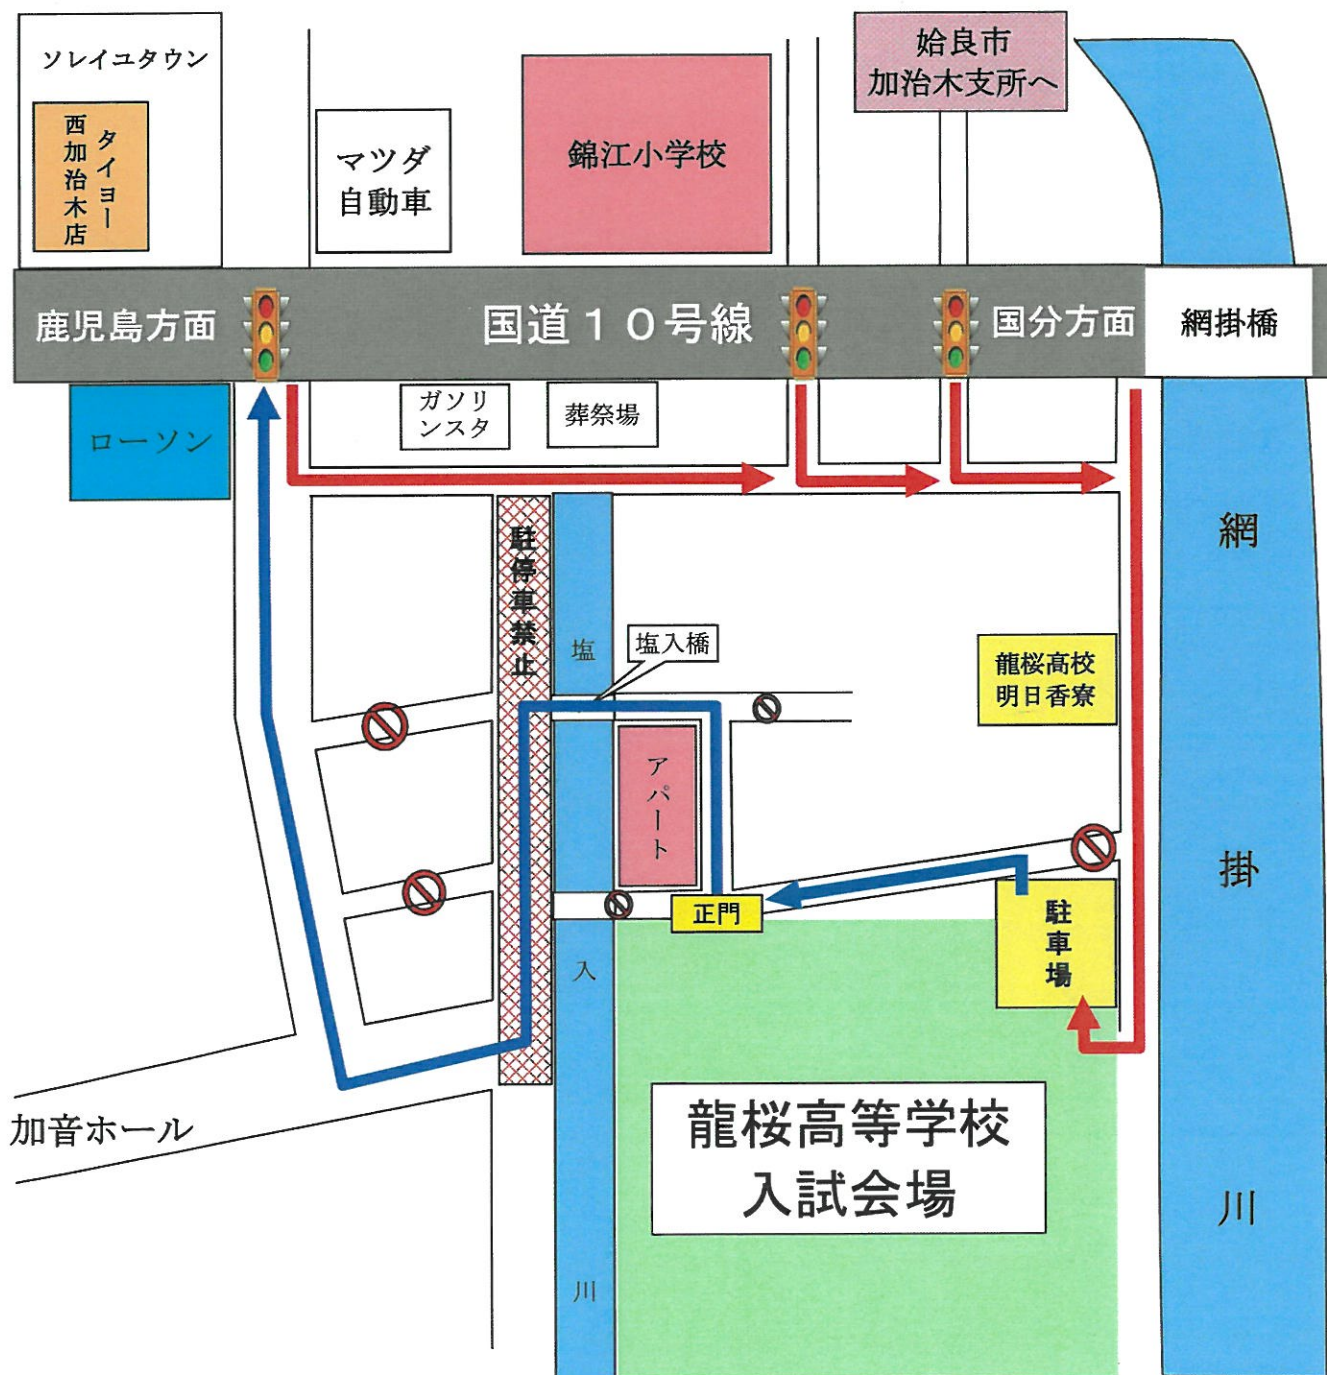 ソレイユタウン
タイヨー
西加治木店
マツダ
自動車
錦江小学校
姶良市
加治木支所へ
鹿児島方面
国道１０号線
国分方面
網掛橋
ローソン
ガソリ
ンスタ
葬祭場
駐停車禁止
塩入橋
龍桜高校
明日香寮
アパート
正門
駐車場
塩入川
網掛川
加音ホール
龍桜高等学校
入試会場